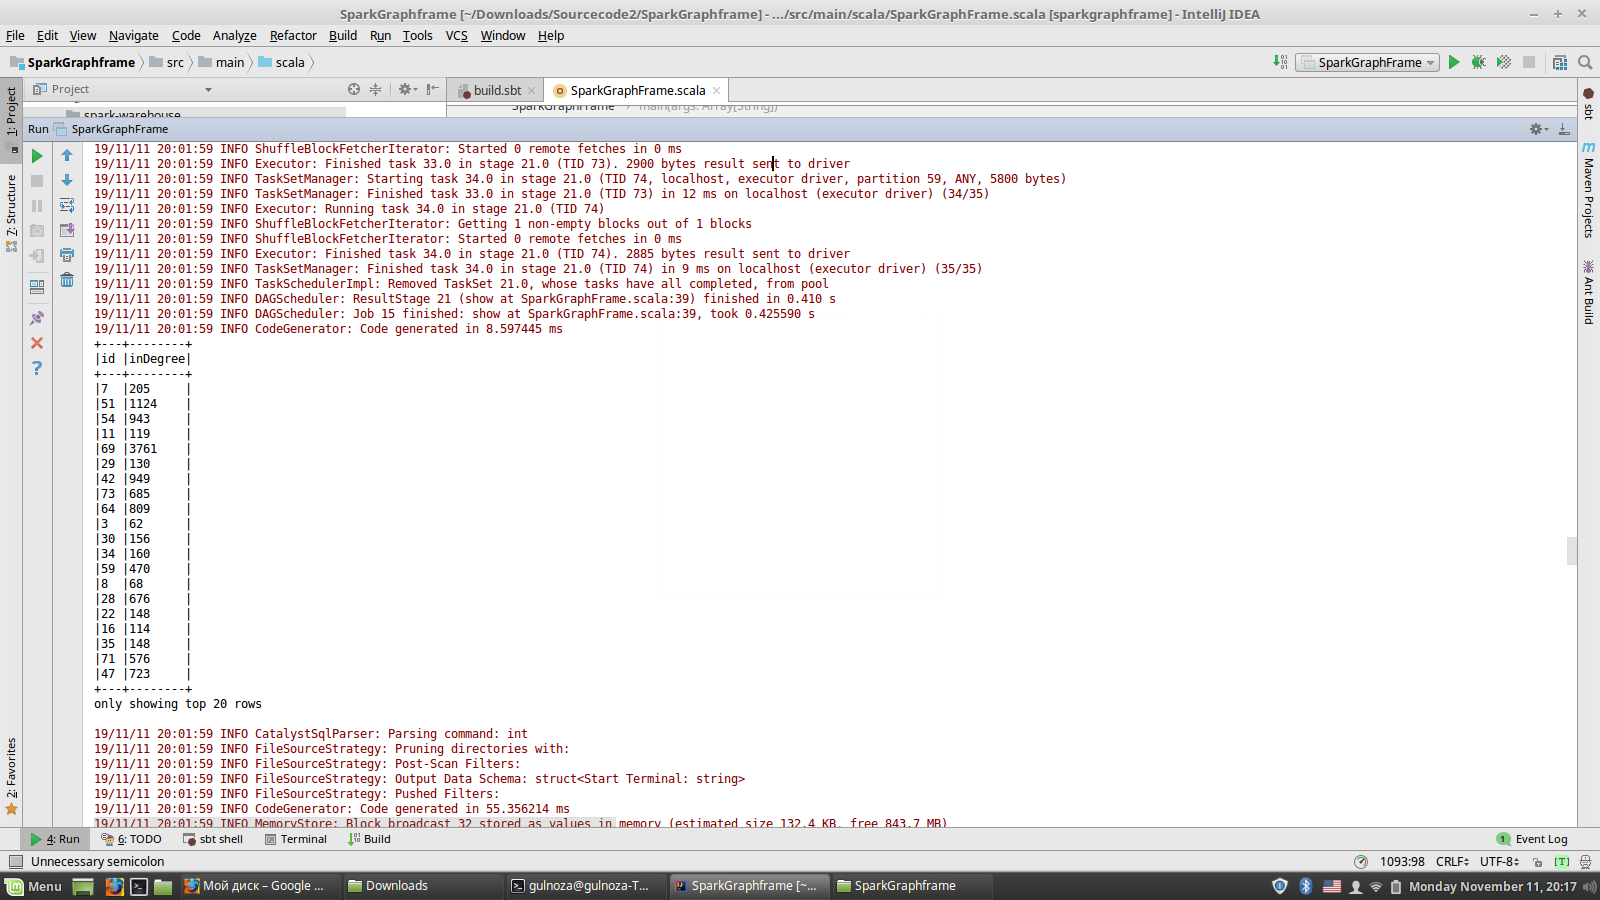 SparkGraphframe [~/Downloads/Sourcecode2/SparkGraphframe] - .../src/main/scala/SparkGraphFrame.scala [sparkgraphframe] - IntelliJ IDEA
File Edit View Navigate Code Analyze Refactor Build Run Tools VCS Window Help
SparkGraphframe src main scala SparkGraphFrame
Project build.sbt SparkGraphFrame.scala
spark-warehouse SparkGraphFrame main(args: Array[String])
Run SparkGraphFrame
1: Project
Z: Structure
2: Favorites
sbt
Maven Projects
Ant Build
19/11/11 20:01:59 INFO ShuffleBlockFetcherIterator: Started 0 remote fetches in 0 ms
19/11/11 20:01:59 INFO Executor: Finished task 33.0 in stage 21.0 (TID 73). 2900 bytes result sent to driver
19/11/11 20:01:59 INFO TaskSetManager: Starting task 34.0 in stage 21.0 (TID 74, localhost, executor driver, partition 59, ANY, 5800 bytes)
19/11/11 20:01:59 INFO TaskSetManager: Finished task 33.0 in stage 21.0 (TID 73) in 12 ms on localhost (executor driver) (34/35)
19/11/11 20:01:59 INFO Executor: Running task 34.0 in stage 21.0 (TID 74)
19/11/11 20:01:59 INFO ShuffleBlockFetcherIterator: Getting 1 non-empty blocks out of 1 blocks
19/11/11 20:01:59 INFO ShuffleBlockFetcherIterator: Started 0 remote fetches in 0 ms
19/11/11 20:01:59 INFO Executor: Finished task 34.0 in stage 21.0 (TID 74). 2885 bytes result sent to driver
19/11/11 20:01:59 INFO TaskSetManager: Finished task 34.0 in stage 21.0 (TID 74) in 9 ms on localhost (executor driver) (35/35)
19/11/11 20:01:59 INFO TaskSchedulerImpl: Removed TaskSet 21.0, whose tasks have all completed, from pool
19/11/11 20:01:59 INFO DAGScheduler: ResultStage 21 (show at SparkGraphFrame.scala:39) finished in 0.410 s
19/11/11 20:01:59 INFO DAGScheduler: Job 15 finished: show at SparkGraphFrame.scala:39, took 0.425590 s
19/11/11 20:01:59 INFO CodeGenerator: Code generated in 8.597445 ms
+---+--------+
|id |inDegree|
+---+--------+
|7  |205     |
|51 |1124    |
|54 |943     |
|11 |119     |
|69 |3761    |
|29 |130     |
|42 |949     |
|73 |685     |
|64 |809     |
|3  |62      |
|30 |156     |
|34 |160     |
|59 |470     |
|8  |68      |
|28 |676     |
|22 |148     |
|16 |114     |
|35 |148     |
|71 |576     |
|47 |723     |
+---+--------+
only showing top 20 rows
19/11/11 20:01:59 INFO CatalystSqlParser: Parsing command: int
19/11/11 20:01:59 INFO FileSourceStrategy: Pruning directories with:
19/11/11 20:01:59 INFO FileSourceStrategy: Post-Scan Filters:
19/11/11 20:01:59 INFO FileSourceStrategy: Output Data Schema: struct<Start Terminal: string>
19/11/11 20:01:59 INFO FileSourceStrategy: Pushed Filters:
19/11/11 20:01:59 INFO CodeGenerator: Code generated in 55.356214 ms
19/11/11 20:01:59 INFO MemoryStore: Block broadcast_32 stored as values in memory (estimated size 132.4 KB, free 843.7 MB)
4: Run 6: TODO sbt shell Terminal Build 1 Event Log
Unnecessary semicolon 1093:98 CRLF UTF-8 [T]
Menu Мой диск – Google ... Downloads gulnoza@gulnoza-T... SparkGraphframe [~... SparkGraphframe Monday November 11, 20:17